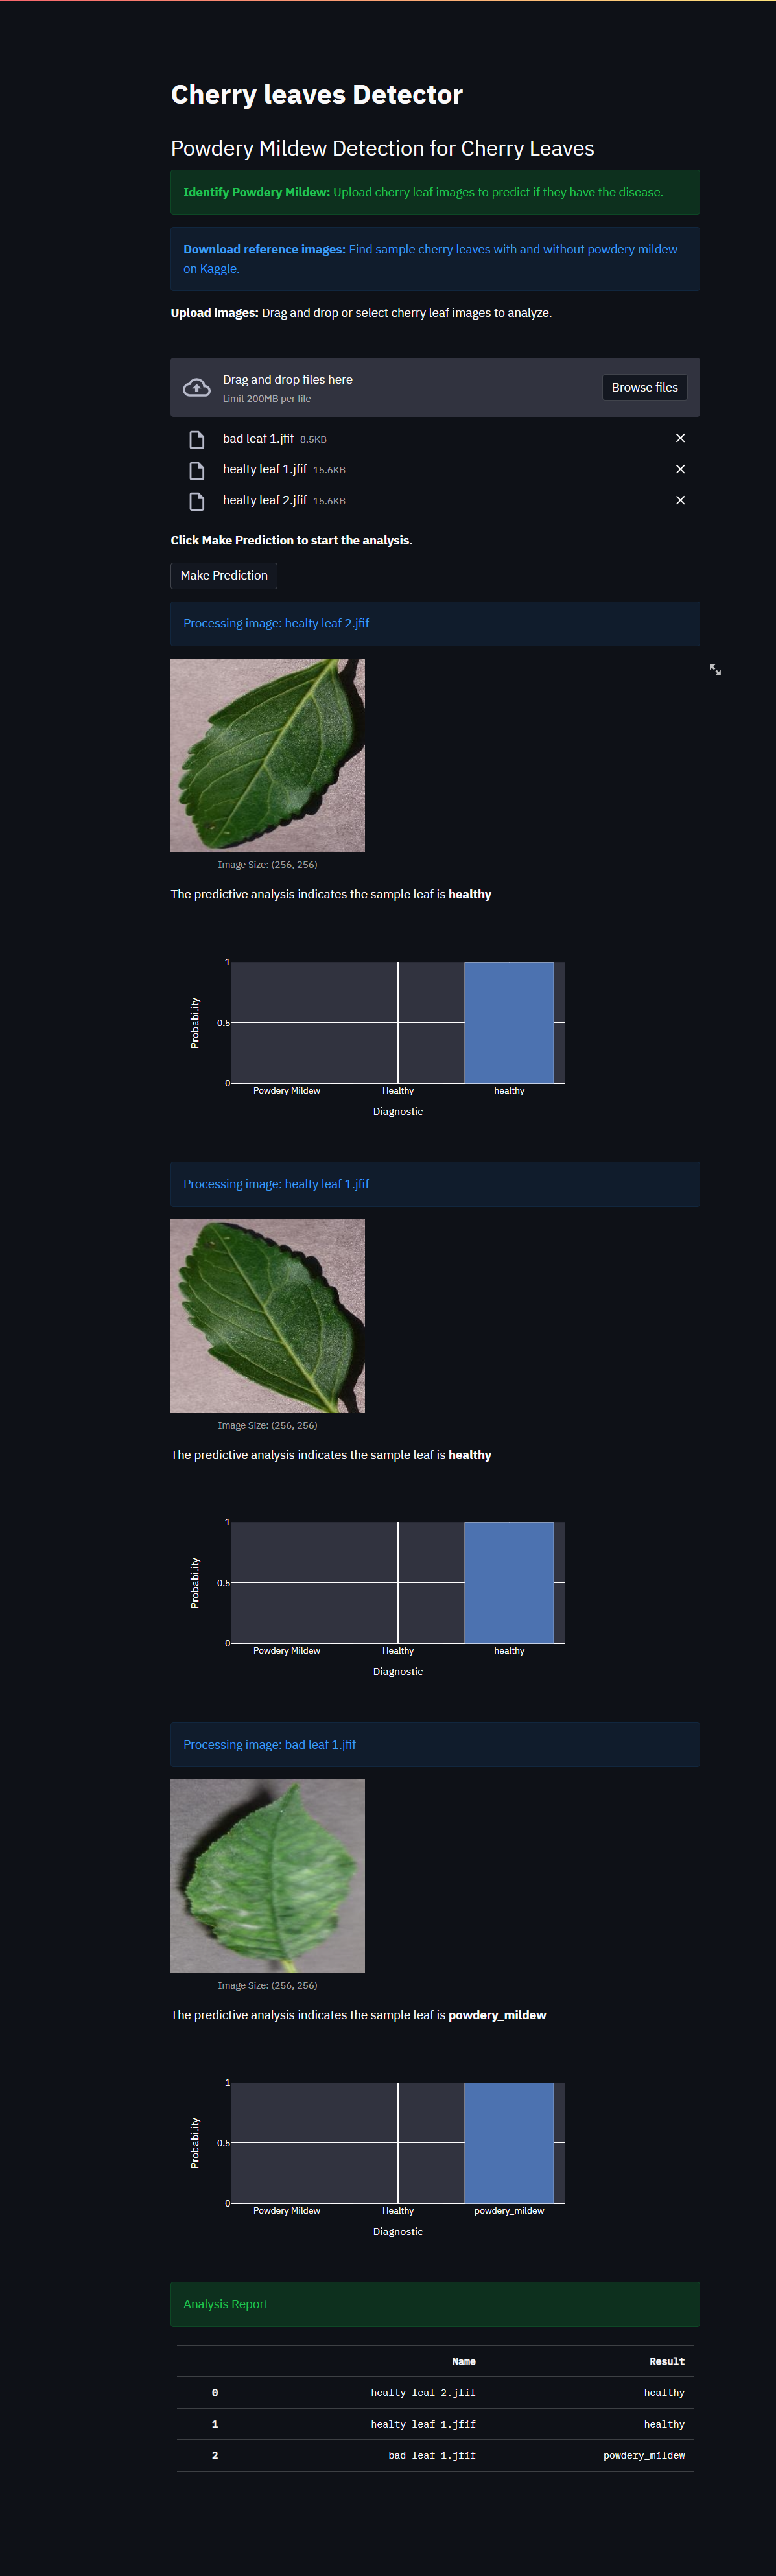 Cherry leaves Detector
Powdery Mildew Detection for Cherry Leaves
Identify Powdery Mildew: Upload cherry leaf images to predict if they have the disease.
Download reference images: Find sample cherry leaves with and without powdery mildew
on Kaggle.
Upload images: Drag and drop or select cherry leaf images to analyze.
Drag and drop files here
Limit 200MB per file
Browse files
bad leaf 1.jfif 8.5KB
healty leaf 1.jfif 15.6KB
healty leaf 2.jfif 15.6KB
Click Make Prediction to start the analysis.
Make Prediction
Processing image: healty leaf 2.jfif
Image Size: (256, 256)
The predictive analysis indicates the sample leaf is healthy
1
0.5
0
Probability
Powdery Mildew Healthy healthy
Diagnostic
Processing image: healty leaf 1.jfif
Image Size: (256, 256)
The predictive analysis indicates the sample leaf is healthy
1
0.5
0
Probability
Powdery Mildew Healthy healthy
Diagnostic
Processing image: bad leaf 1.jfif
Image Size: (256, 256)
The predictive analysis indicates the sample leaf is powdery_mildew
1
0.5
0
Probability
Powdery Mildew Healthy powdery_mildew
Diagnostic
Analysis Report
Name Result
0 healty leaf 2.jfif healthy
1 healty leaf 1.jfif healthy
2 bad leaf 1.jfif powdery_mildew